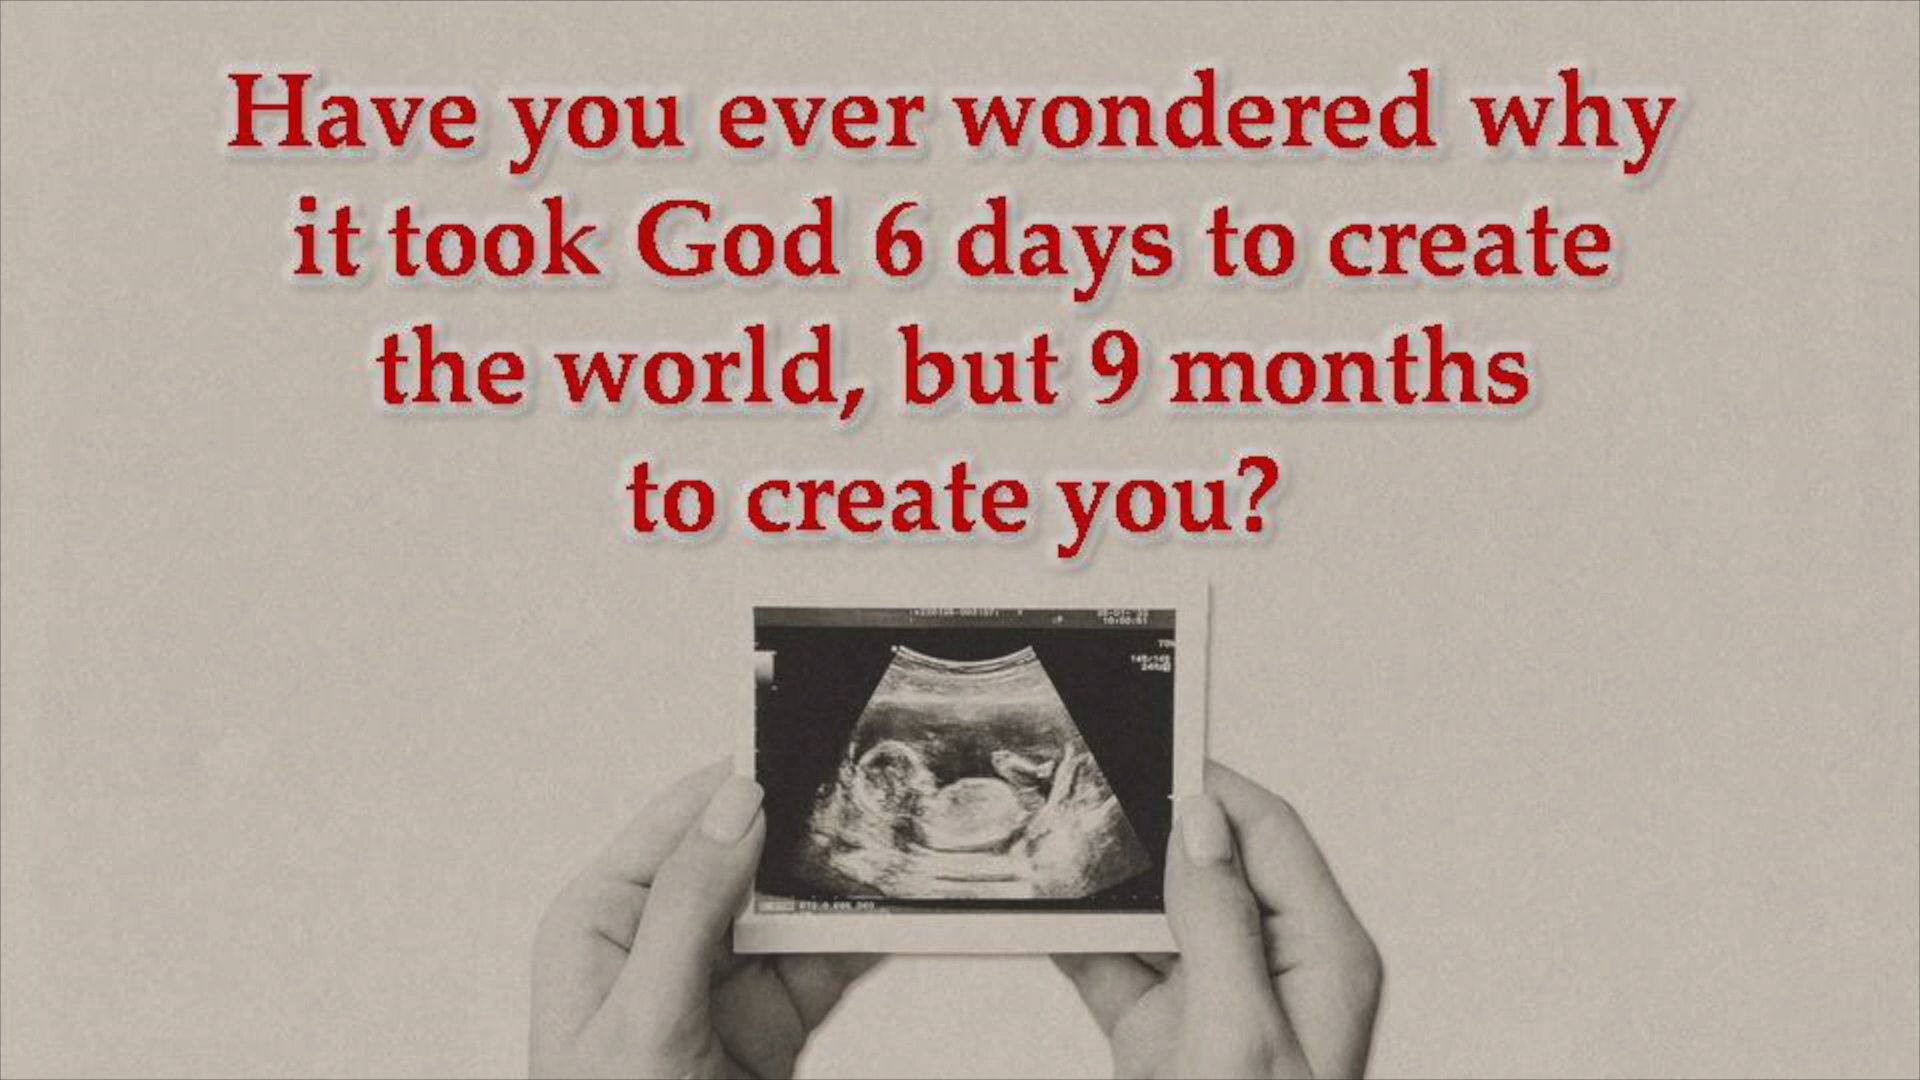 Have you ever wondered why
it took God 6 days to create
the world, but 9 months
to create you?